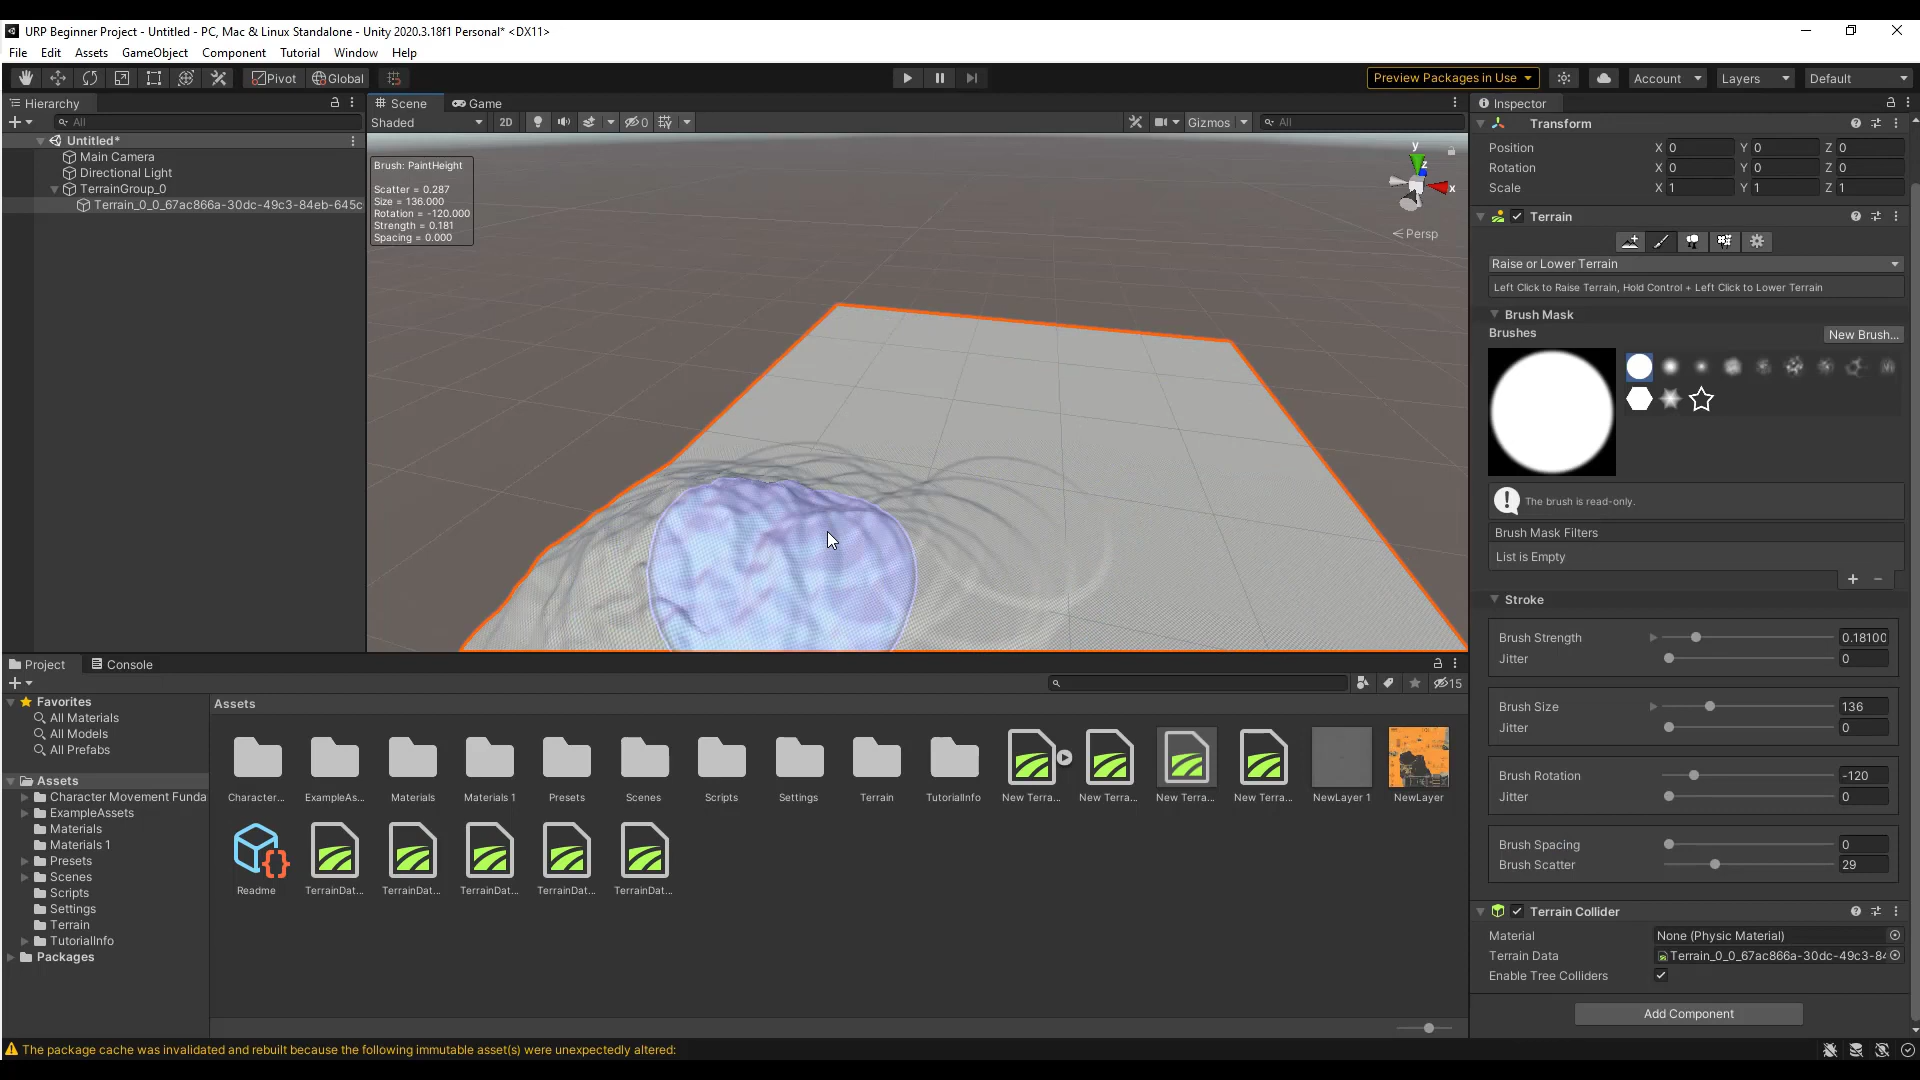 URP Beginner Project - Untitled - PC, Mac & Linux Standalone - Unity 2020.3.18f1 Personal* <DX11>
File Edit Assets GameObject Component Tutorial Window Help
Pivot Global Preview Packages in Use Account Layers Default
Hierarchy
All
Untitled*
Main Camera
Directional Light
TerrainGroup_0
Terrain_0_0_67ac866a-30dc-49c3-84eb-645c
Scene Game
Shaded 2D 0 Gizmos All
Brush: PaintHeight
Scatter = 0.287
Size = 136.000
Rotation = -120.000
Strength = 0.181
Spacing = 0.000
y
z
x
Persp
Inspector
Transform
Position X 0 Y 0 Z 0
Rotation X 0 Y 0 Z 0
Scale X 1 Y 1 Z 1
Terrain
Raise or Lower Terrain
Left Click to Raise Terrain, Hold Control + Left Click to Lower Terrain
Brush Mask
Brushes
New Brush...
The brush is read-only.
Brush Mask Filters
List is Empty
Stroke
Brush Strength 0.18100
Jitter 0
Brush Size 136
Jitter 0
Brush Rotation -120
Jitter 0
Brush Spacing 0
Brush Scatter 29
Terrain Collider
Material None (Physic Material)
Terrain Data Terrain_0_0_67ac866a-30dc-49c3-84
Enable Tree Colliders
Add Component
Project Console
15
Favorites
All Materials
All Models
All Prefabs
Assets
Character Movement Funda
ExampleAssets
Materials
Materials 1
Presets
Scenes
Scripts
Settings
Terrain
TutorialInfo
Packages
Assets
Character... ExampleAs... Materials Materials 1 Presets Scenes Scripts Settings Terrain TutorialInfo New Terra... New Terra... New Terra... New Terra... NewLayer 1 NewLayer
Readme TerrainDat... TerrainDat... TerrainDat... TerrainDat... TerrainDat...
The package cache was invalidated and rebuilt because the following immutable asset(s) were unexpectedly altered: